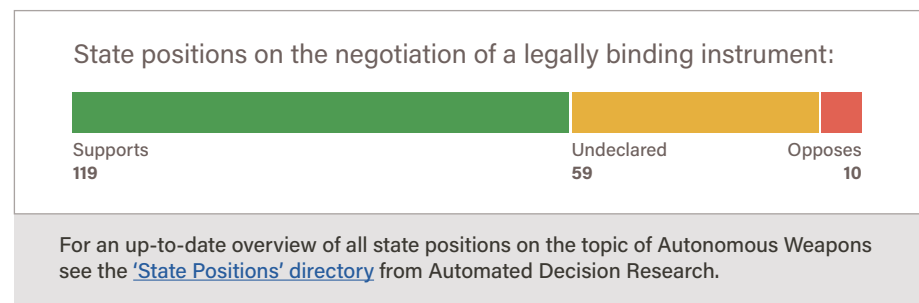 State positions on the negotiation of a legally binding instrument:
Supports
119
Undeclared
59
Opposes
10
For an up-to-date overview of all state positions on the topic of Autonomous Weapons
see the 'State Positions' directory from Automated Decision Research.